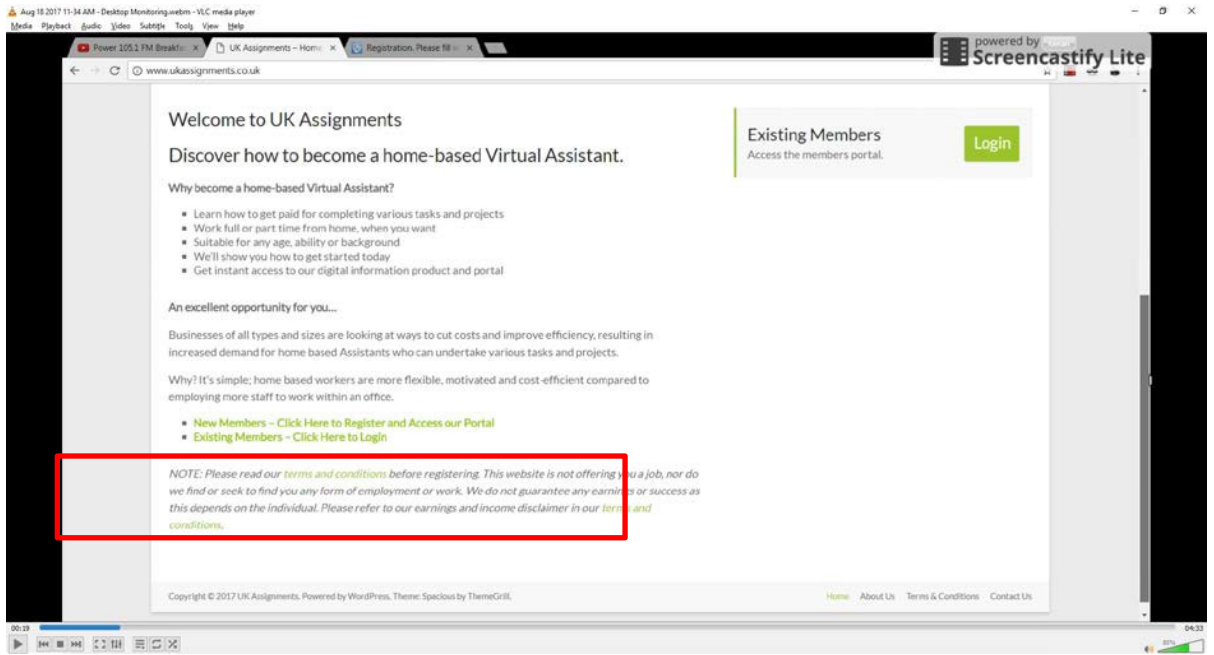 Aug 18 2017 11-34 AM - Desktop Monitoring.webm - VLC media player
Media Playback Audio Video Subtitle Tools View Help
Power 105.1 FM Breakfas
UK Assignments – Home
Registration. Please fill in
powered by
Screencastify Lite
www.ukassignments.co.uk
Welcome to UK Assignments
Discover how to become a home-based Virtual Assistant.
Existing Members
Access the members portal.
Login
Why become a home-based Virtual Assistant?
Learn how to get paid for completing various tasks and projects
Work full or part time from home, when you want
Suitable for any age, ability or background
We'll show you how to get started today
Get instant access to our digital information product and portal
An excellent opportunity for you...
Businesses of all types and sizes are looking at ways to cut costs and improve efficiency, resulting in
increased demand for home based Assistants who can undertake various tasks and projects.
Why? It's simple; home based workers are more flexible, motivated and cost-efficient compared to
employing more staff to work within an office.
New Members – Click Here to Register and Access our Portal
Existing Members – Click Here to Login
NOTE: Please read our terms and conditions before registering. This website is not offering you a job, nor do
we find or seek to find you any form of employment or work. We do not guarantee any earnings or success as
this depends on the individual. Please refer to our earnings and income disclaimer in our terms and
conditions.
Copyright © 2017 UK Assignments. Powered by WordPress. Theme: Spacious by ThemeGrill.
Home About Us Terms & Conditions Contact Us
00:19
04:33
80%